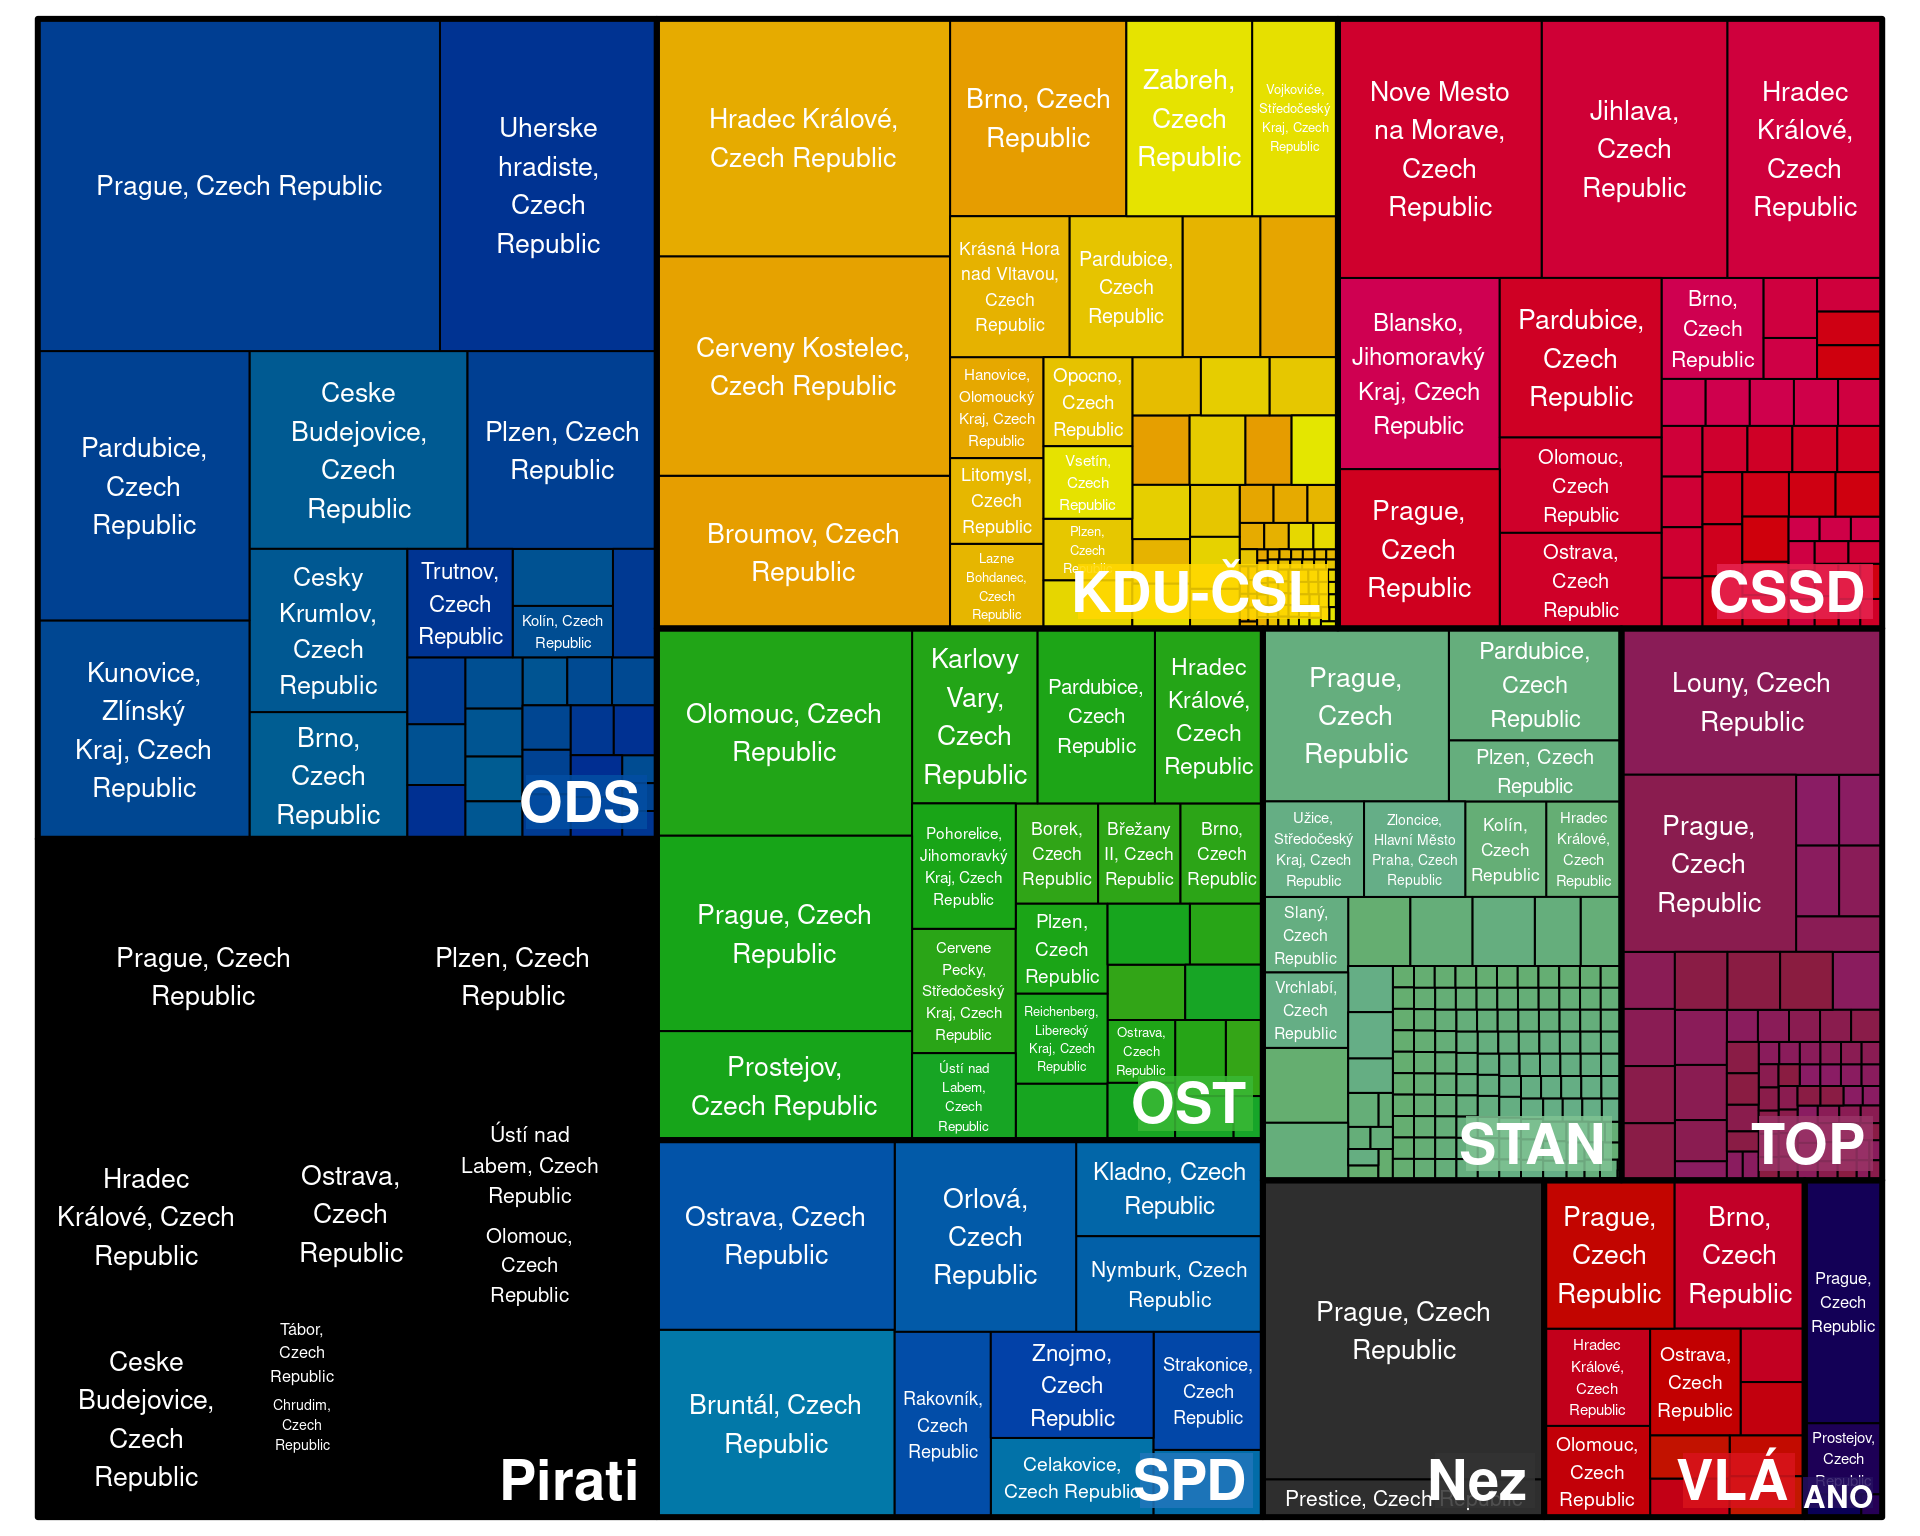 Prague, Czech Republic
Uherske
hradiste,
Czech
Republic
Pardubice,
Czech
Republic
Ceske
Budejovice,
Czech
Republic
Plzen, Czech
Republic
Kunovice,
Zlínský
Kraj, Czech
Republic
Cesky
Krumlov,
Czech
Republic
Trutnov,
Czech
Republic
Kolín, Czech
Republic
Brno,
Czech
Republic
ODS
Prague, Czech
Republic
Plzen, Czech
Republic
Hradec
Králové, Czech
Republic
Ostrava,
Czech
Republic
Ústí nad
Labem, Czech
Republic
Olomouc,
Czech
Republic
Ceske
Budejovice,
Czech
Republic
Tábor,
Czech
Republic
Chrudim,
Czech
Republic
Pirati
Hradec Králové,
Czech Republic
Brno, Czech
Republic
Zabreh,
Czech
Republic
Vojkoviće,
Středočeský
Kraj, Czech
Republic
Cerveny Kostelec,
Czech Republic
Krásná Hora
nad Vltavou,
Czech
Republic
Pardubice,
Czech
Republic
Broumov, Czech
Republic
Hanovice,
Olomoucký
Kraj, Czech
Republic
Opocno,
Czech
Republic
Litomysl,
Czech
Republic
Vsetín,
Czech
Republic
Lazne
Bohdanec,
Czech
Republic
Plzen,
Czech
KDU-ČSL
Nove Mesto
na Morave,
Czech
Republic
Jihlava,
Czech
Republic
Hradec
Králové,
Czech
Republic
Blansko,
Jihomoravký
Kraj, Czech
Republic
Pardubice,
Czech
Republic
Brno,
Czech
Republic
Prague,
Czech
Republic
Olomouc,
Czech
Republic
Ostrava,
Czech
Republic
CSSD
Olomouc, Czech
Republic
Karlovy
Vary,
Czech
Republic
Pardubice,
Czech
Republic
Hradec
Králové,
Czech
Republic
Prague, Czech
Republic
Pohorelice,
Jihomoravký
Kraj, Czech
Republic
Borek,
Czech
Republic
Břežany
II, Czech
Republic
Brno,
Czech
Republic
Cervene
Pecky,
Středočeský
Kraj, Czech
Republic
Plzen,
Czech
Republic
Reichenberg,
Liberecký
Kraj, Czech
Republic
Prostejov,
Czech Republic
Ústí nad
Labem,
Czech
Republic
Ostrava,
Czech
Republic
OST
Prague,
Czech
Republic
Pardubice,
Czech
Republic
Plzen, Czech
Republic
Užice,
Středočeský
Kraj, Czech
Republic
Zloncice,
Hlavní Město
Praha, Czech
Republic
Kolín,
Czech
Republic
Hradec
Králové,
Czech
Republic
Slaný,
Czech
Republic
Vrchlabí,
Czech
Republic
STAN
Louny, Czech
Republic
Prague,
Czech
Republic
TOP
Ostrava, Czech
Republic
Orlová,
Czech
Republic
Kladno, Czech
Republic
Nymburk, Czech
Republic
Bruntál, Czech
Republic
Rakovník,
Czech
Republic
Znojmo,
Czech
Republic
Strakonice,
Czech
Republic
Celakovice,
Czech Republic
SPD
Prague, Czech
Republic
Prestice, Czech Republic
Nez
Prague,
Czech
Republic
Brno,
Czech
Republic
Hradec
Králové,
Czech
Republic
Ostrava,
Czech
Republic
Olomouc,
Czech
Republic
VLÁ
Prague,
Czech
Republic
Prostejov,
Czech
Republic
ANO